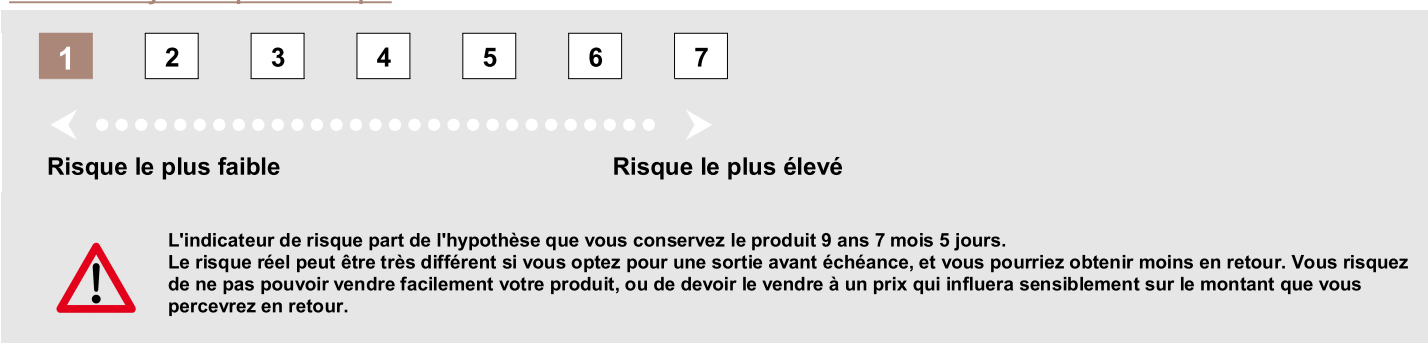 1 2 3 4 5 6 7
Risque le plus faible Risque le plus élevé
L'indicateur de risque part de l'hypothèse que vous conservez le produit 9 ans 7 mois 5 jours.
Le risque réel peut être très différent si vous optez pour une sortie avant échéance, et vous pourriez obtenir moins en retour. Vous risquez
de ne pas pouvoir vendre facilement votre produit, ou de devoir le vendre à un prix qui influera sensiblement sur le montant que vous
percevrez en retour.